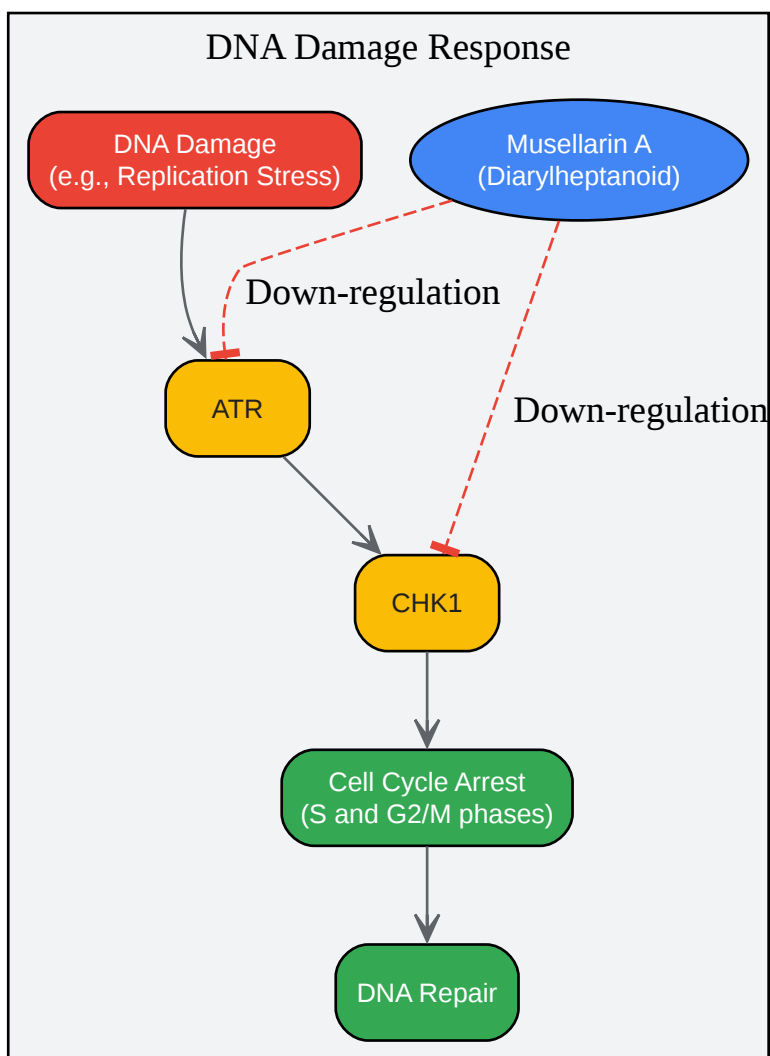 DNA Damage Response
DNA Damage
(e.g., Replication Stress)
Musellarin A
(Diarylheptanoid)
Down-regulation
ATR
Down-regulation
CHK1
Cell Cycle Arrest
(S and G2/M phases)
DNA Repair